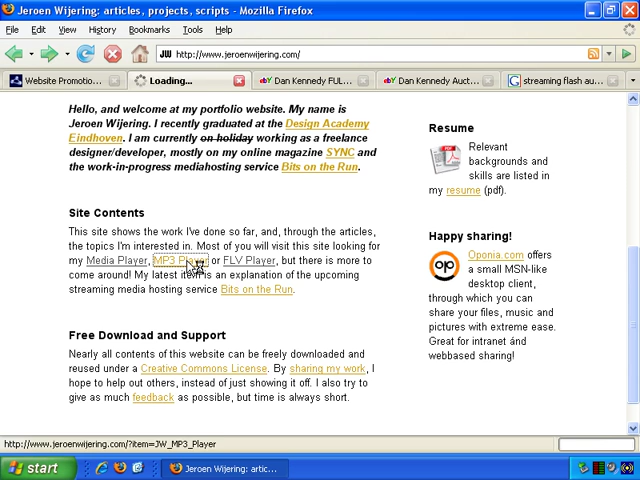 Jeroen Wijering: articles, projects, scripts - Mozilla Firefox
File Edit View History Bookmarks Tools Help
JW http://www.jeroenwijering.com/
Website Promotio... Loading... Dan Kennedy FUL... Dan Kennedy Auct... streaming flash au...
Hello, and welcome at my portfolio website. My name is
Jeroen Wijering. I recently graduated at the Design Academy
Eindhoven. I am currently on holiday working as a freelance
designer/developer, mostly on my online magazine SYNC and
the work-in-progress mediahosting service Bits on the Run.
Site Contents
This site shows the work I've done so far, and, through the articles,
the topics I'm interested in. Most of you will visit this site looking for
my Media Player, MP3 Player or FLV Player, but there is more to
come around! My latest item is an explanation of the upcoming
streaming media hosting service Bits on the Run.
Free Download and Support
Nearly all contents of this website can be freely downloaded and
reused under a Creative Commons License. By sharing my work, I
hope to help out others, instead of just showing it off. I also try to
give as much feedback as possible, but time is always short.
Resume
Relevant
backgrounds and
skills are listed in
my resume (pdf).
Happy sharing!
op
Oponia.com offers
a small MSN-like
desktop client,
through which you can
share your files, music and
pictures with extreme ease.
Great for intranet ánd
webbased sharing!
http://www.jeroenwijering.com/?item=JW_MP3_Player
start
Jeroen Wijering: artic...